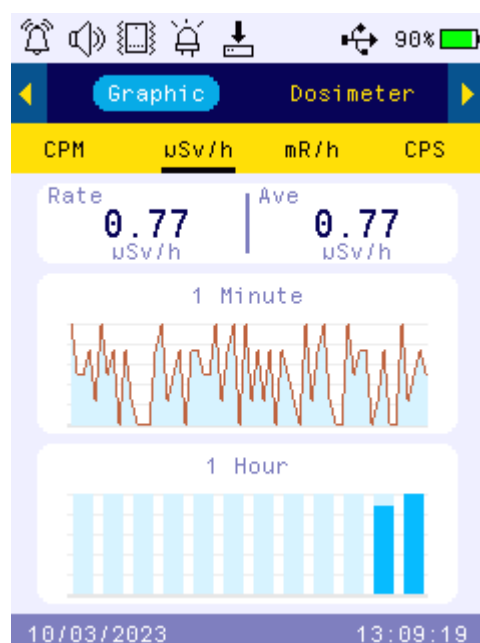 90%
Graphic Dosimeter
CPM µSv/h mR/h CPS
Rate Ave
0.77 0.77
µSv/h µSv/h
1 Minute
1 Hour
10/03/2023 13:09:19